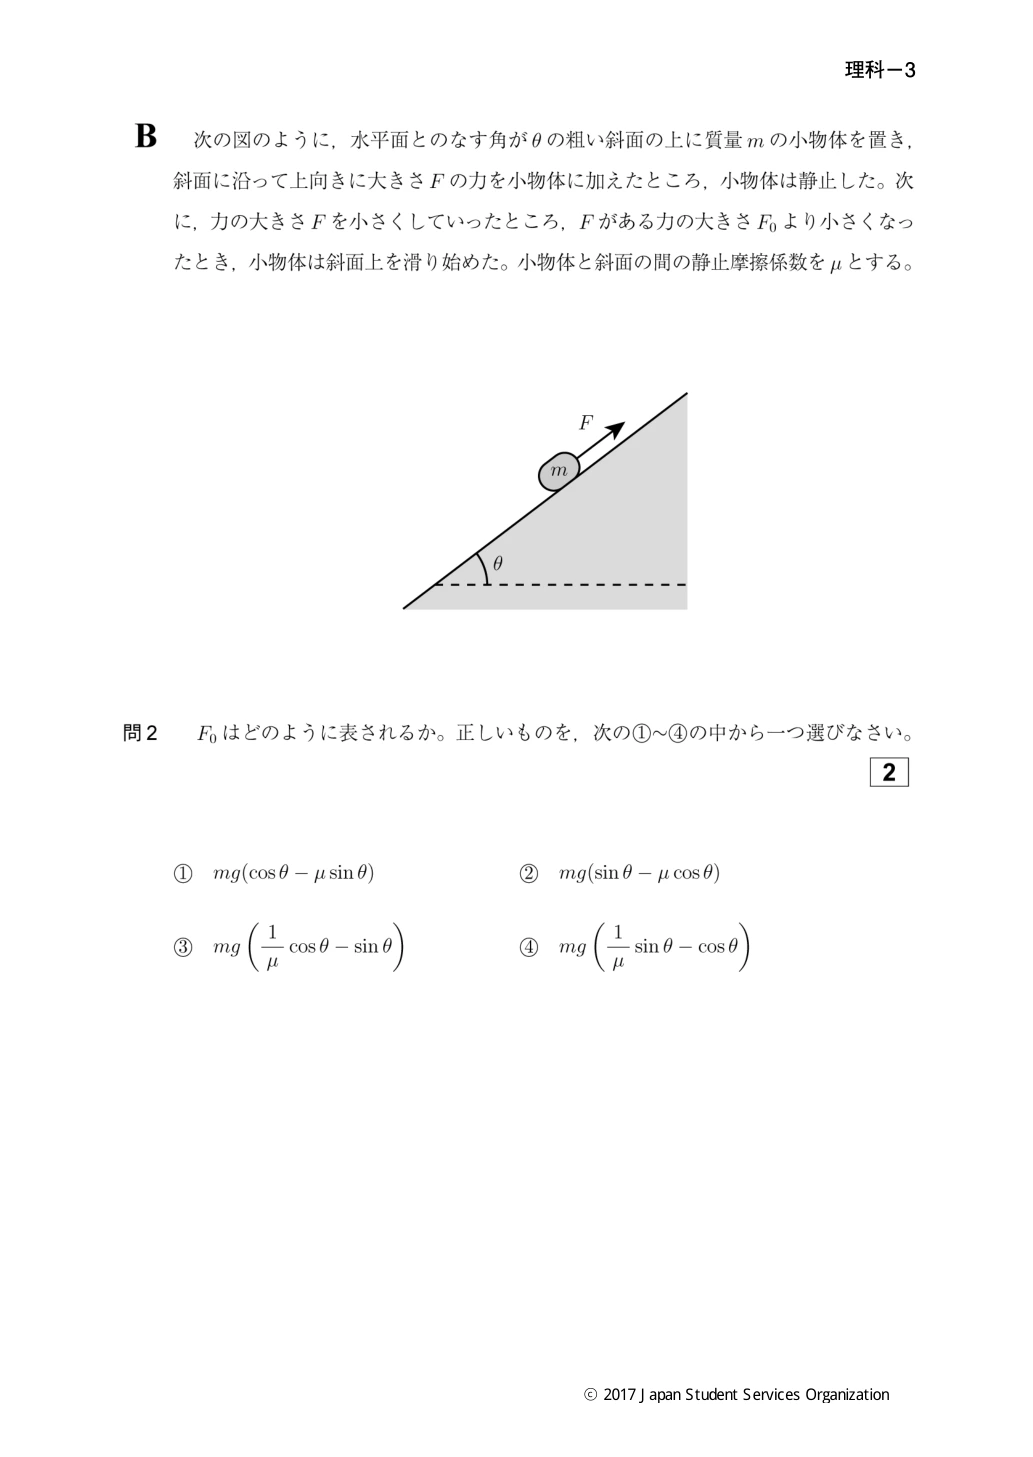 理科－3
B 次の図のように，水平面とのなす角が θ の粗い斜面の上に質量 m の小物体を置き，
斜面に沿って上向きに大きさ F の力を小物体に加えたところ，小物体は静止した。次
に，力の大きさ F を小さくしていったところ，F がある力の大きさ F₀ より小さくなっ
たとき，小物体は斜面上を滑り始めた。小物体と斜面の間の静止摩擦係数を μ とする。
F
m
θ
問2 F₀ はどのように表されるか。正しいものを，次の①～④の中から一つ選びなさい。
2
① mg(cos θ − μ sin θ) ② mg(sin θ − μ cos θ)
③ mg(1/μ cos θ − sin θ) ④ mg(1/μ sin θ − cos θ)
© 2017 Japan Student Services Organization